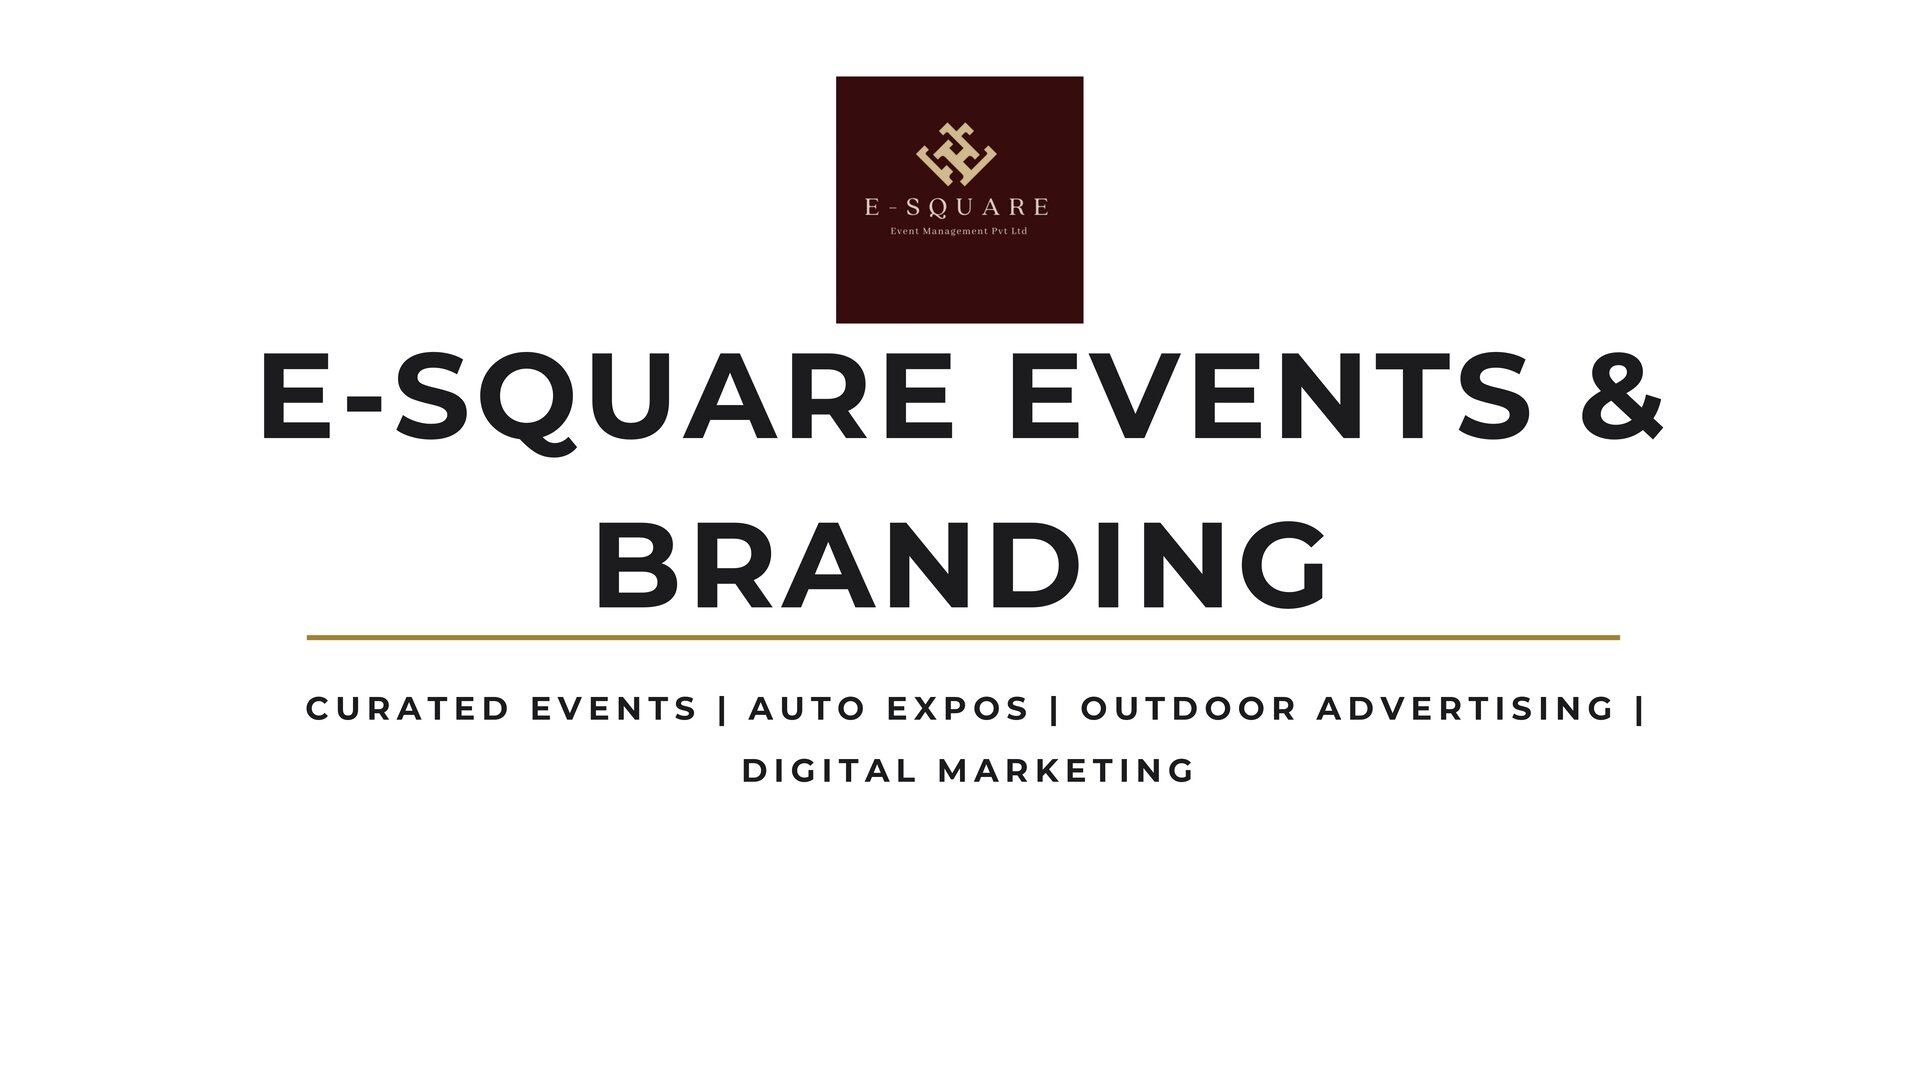 E-SQUARE
Event Management Pvt Ltd
E-SQUARE EVENTS &
BRANDING
CURATED EVENTS | AUTO EXPOS | OUTDOOR ADVERTISING |
DIGITAL MARKETING